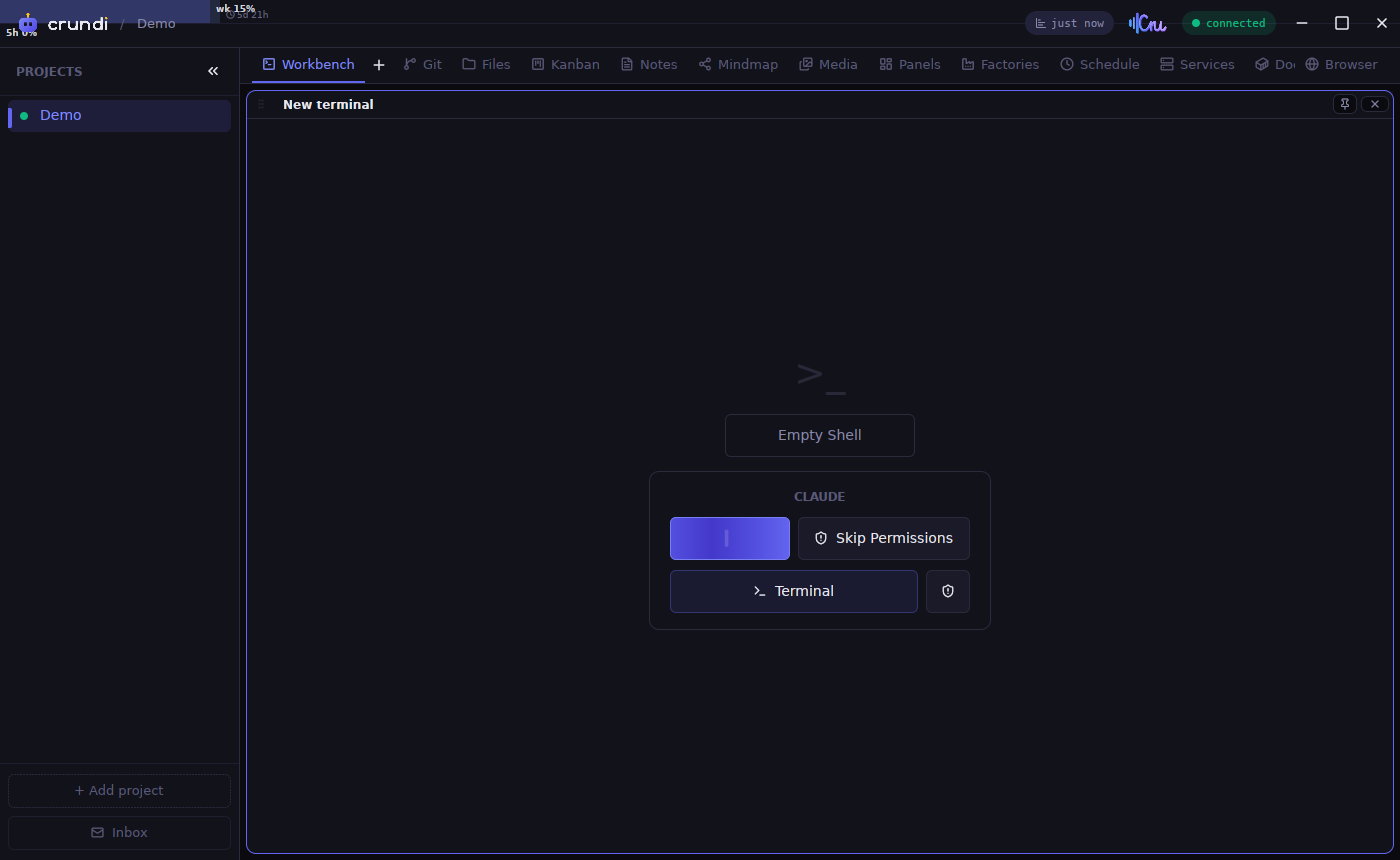 wk 15%
5d 21h
5h 0%
crundi / Demo
just now
Cru
connected
PROJECTS
Workbench
Git
Files
Kanban
Notes
Mindmap
Media
Panels
Factories
Schedule
Services
Doc
Browser
Demo
New terminal
>_
Empty Shell
CLAUDE
Skip Permissions
Terminal
+ Add project
Inbox